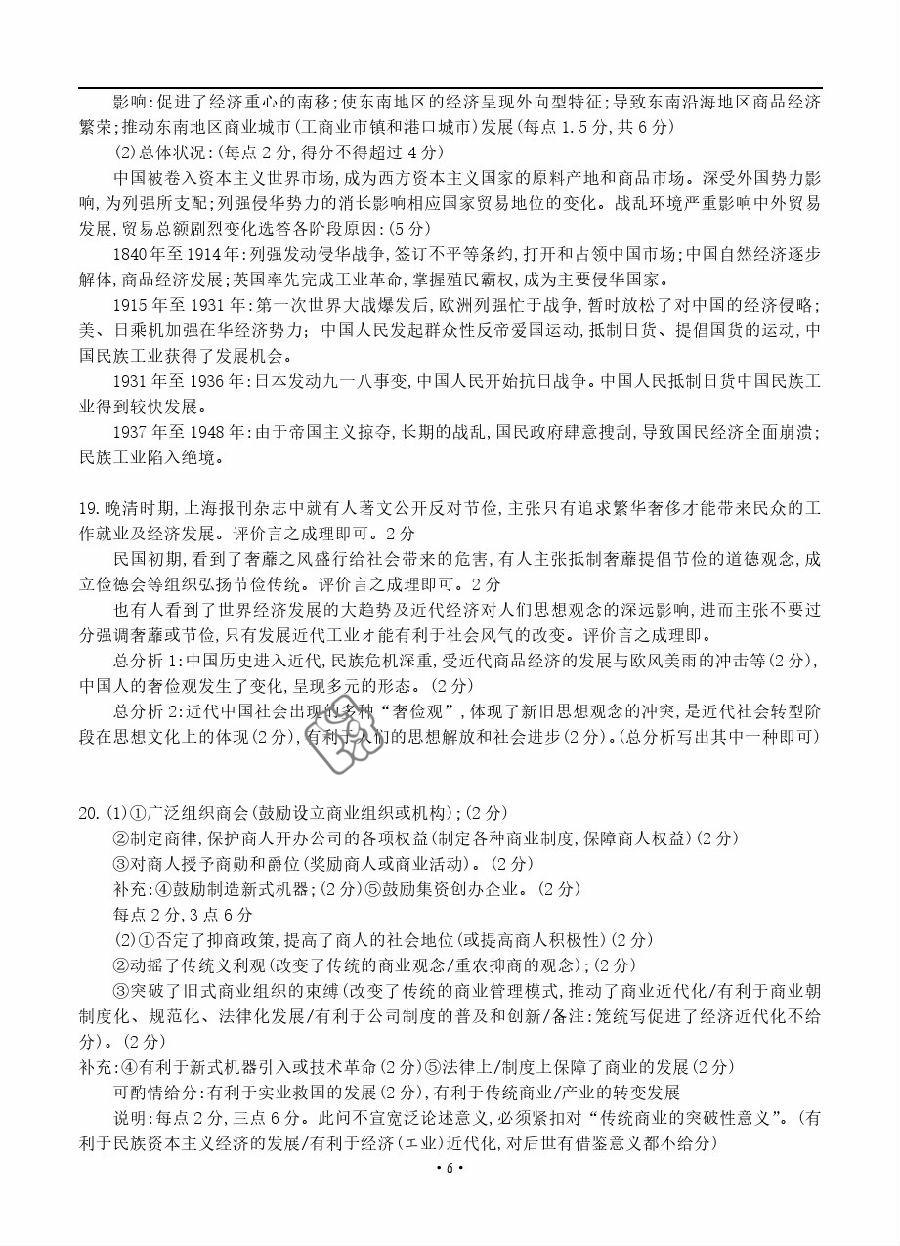 影响:促进了经济重心的南移;使东南地区的经济呈现外向型特征;导致东南沿海地区商品经济
繁荣;推动东南地区商业城市(工商业市镇和港口城市)发展(每点1.5分,共6分)
(2)总体状况:(每点2分,得分不得超过4分)
中国被卷入资本主义世界市场,成为西方资本主义国家的原料产地和商品市场。深受外国势力影
响,为列强所支配;列强侵华势力的消长影响相应国家贸易地位的变化。战乱环境严重影响中外贸易
发展,贸易总额剧烈变化选答各阶段原因:(5分)
1840年至1914年:列强发动侵华战争,签订不平等条约,打开和占领中国市场;中国自然经济逐步
解体,商品经济发展;英国率先完成工业革命,掌握殖民霸权,成为主要侵华国家。
1915年至1931年:第一次世界大战爆发后,欧洲列强忙于战争,暂时放松了对中国的经济侵略;
美、日乘机加强在华经济势力;中国人民发起群众性反帝爱国运动,抵制日货、提倡国货的运动,中
国民族工业获得了发展机会。
1931年至1936年:日本发动九一八事变,中国人民开始抗日战争。中国人民抵制日货中国民族工
业得到较快发展。
1937年至1948年:由于帝国主义掠夺,长期的战乱,国民政府肆意搜刮,导致国民经济全面崩溃;
民族工业陷入绝境。
19.晚清时期,上海报刊杂志中就有人著文公开反对节俭,主张只有追求繁华奢侈才能带来民众的工
作就业及经济发展。评价言之成理即可。2分
民国初期,看到了奢靡之风盛行给社会带来的危害,有人主张抵制奢靡提倡节俭的道德观念,成
立俭德会等组织弘扬节俭传统。评价言之成理即可。2分
也有人看到了世界经济发展的大趋势及近代经济对人们思想观念的深远影响,进而主张不要过
分强调奢靡或节俭,只有发展近代工业才能有利于社会风气的改变。评价言之成理即。
总分析1:中国历史进入近代,民族危机深重,受近代商品经济的发展与欧风美雨的冲击等(2分),
中国人的奢俭观发生了变化,呈现多元的形态。(2分)
总分析2:近代中国社会出现的多种“奢俭观”,体现了新旧思想观念的冲突,是近代社会转型阶
段在思想文化上的体现(2分),有利于人们的思想解放和社会进步(2分)。(总分析写出其中一种即可)
20.(1)①广泛组织商会(鼓励设立商业组织或机构);(2分)
②制定商律,保护商人开办公司的各项权益(制定各种商业制度,保障商人权益)(2分)
③对商人授予商勋和爵位(奖励商人或商业活动)。(2分)
补充:④鼓励制造新式机器;(2分)⑤鼓励集资创办企业。(2分)
每点2分,3点6分
(2)①否定了抑商政策,提高了商人的社会地位(或提高商人积极性)(2分)
②动摇了传统义利观(改变了传统的商业观念/重农抑商的观念);(2分)
③突破了旧式商业组织的束缚(改变了传统的商业管理模式,推动了商业近代化/有利于商业朝
制度化、规范化、法律化发展/有利于公司制度的普及和创新/备注:笼统写促进了经济近代化不给
分)。(2分)
补充:④有利于新式机器引入或技术革命(2分)⑤法律上/制度上保障了商业的发展(2分)
可酌情给分:有利于实业救国的发展(2分),有利于传统商业/产业的转变发展
说明:每点2分,三点6分。此问不宜宽泛论述意义,必须紧扣对“传统商业的突破性意义”。(有
利于民族资本主义经济的发展/有利于经济(工业)近代化,对后世有借鉴意义都不给分)
·6·